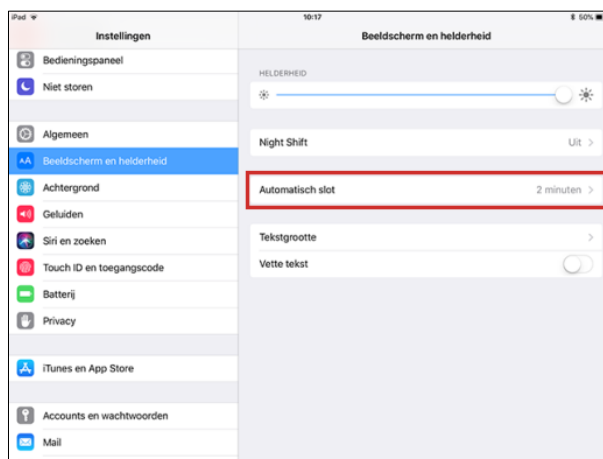 iPad 10:17 50%
Instellingen
Beeldscherm en helderheid
Bedieningspaneel
Niet storen
Algemeen
AA Beeldscherm en helderheid
Achtergrond
Geluiden
Siri en zoeken
Touch ID en toegangscode
Batterij
Privacy
iTunes en App Store
Accounts en wachtwoorden
Mail
HELDERHEID
Night Shift Uit
Automatisch slot 2 minuten
Tekstgrootte
Vette tekst